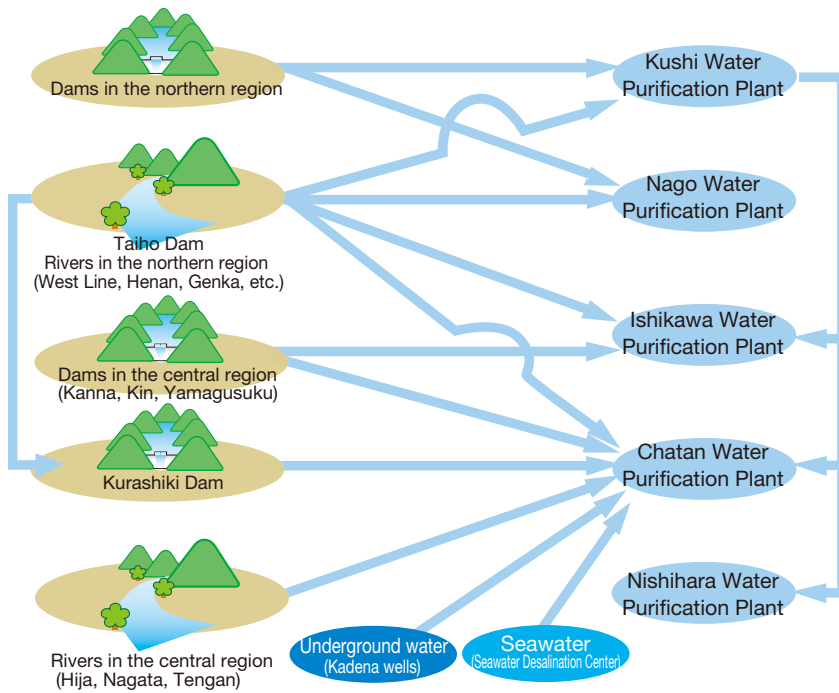 Dams in the northern region
Taiho Dam
Rivers in the northern region
(West Line, Henan, Genka, etc.)
Dams in the central region
(Kanna, Kin, Yamagusuku)
Kurashiki Dam
Rivers in the central region
(Hija, Nagata, Tengan)
Underground water
(Kadena wells)
Seawater
(Seawater Desalination Center)
Kushi Water
Purification Plant
Nago Water
Purification Plant
Ishikawa Water
Purification Plant
Chatan Water
Purification Plant
Nishihara Water
Purification Plant